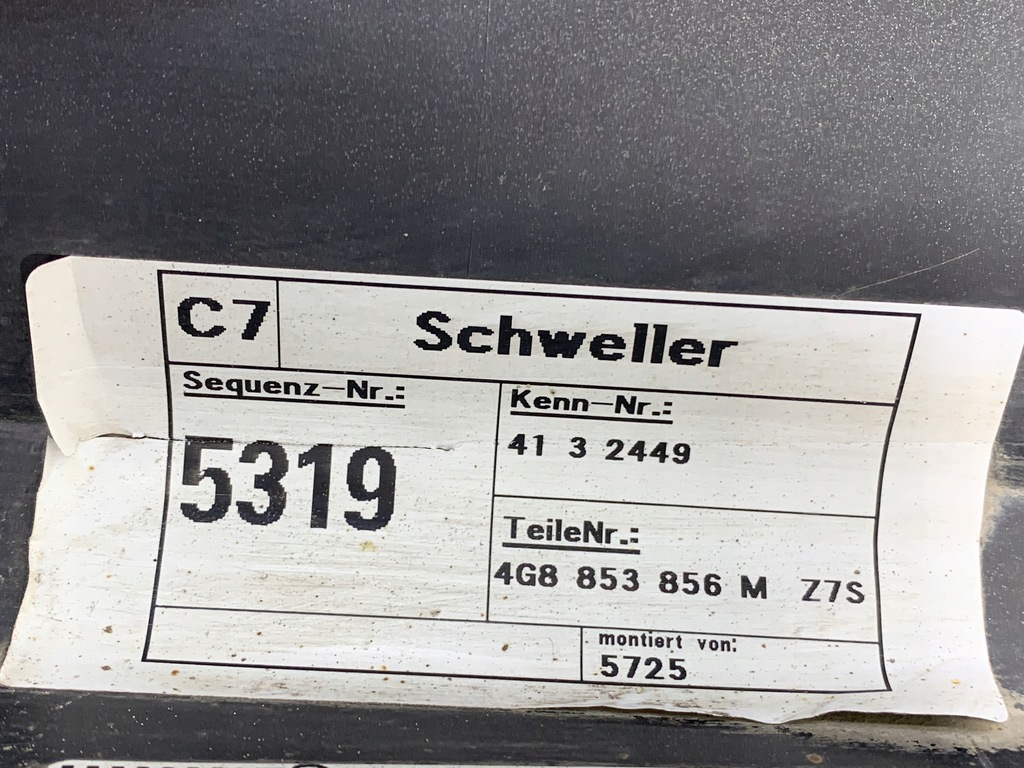 C7 Schweller
Sequenz-Nr.:
5319
Kenn-Nr.:
41 3 2449
TeileNr.:
4G8 853 856 M Z7S
montiert von:
5725